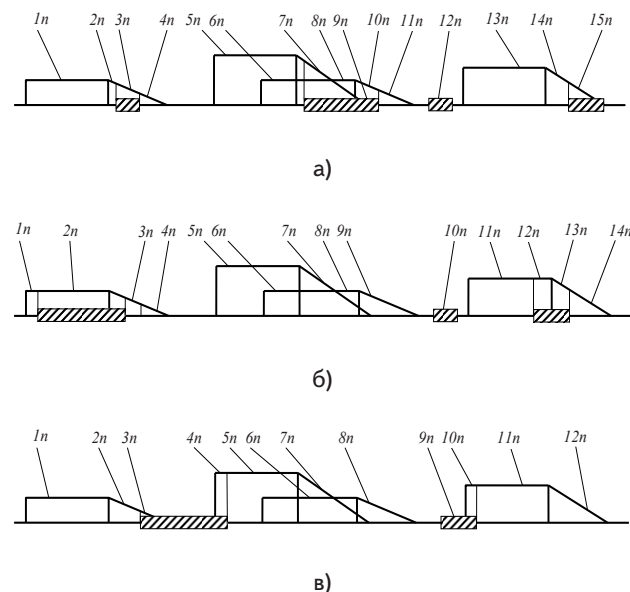 1n 2n 3n 4n 5n 6n 7n 8n 9n 10n 11n 12n 13n 14n 15n
а)
1n 2n 3n 4n 5n 6n 7n 8n 9n 10n 11n 12n 13n 14n
б)
1n 2n 3n 4n 5n 6n 7n 8n 9n 10n 11n 12n
в)